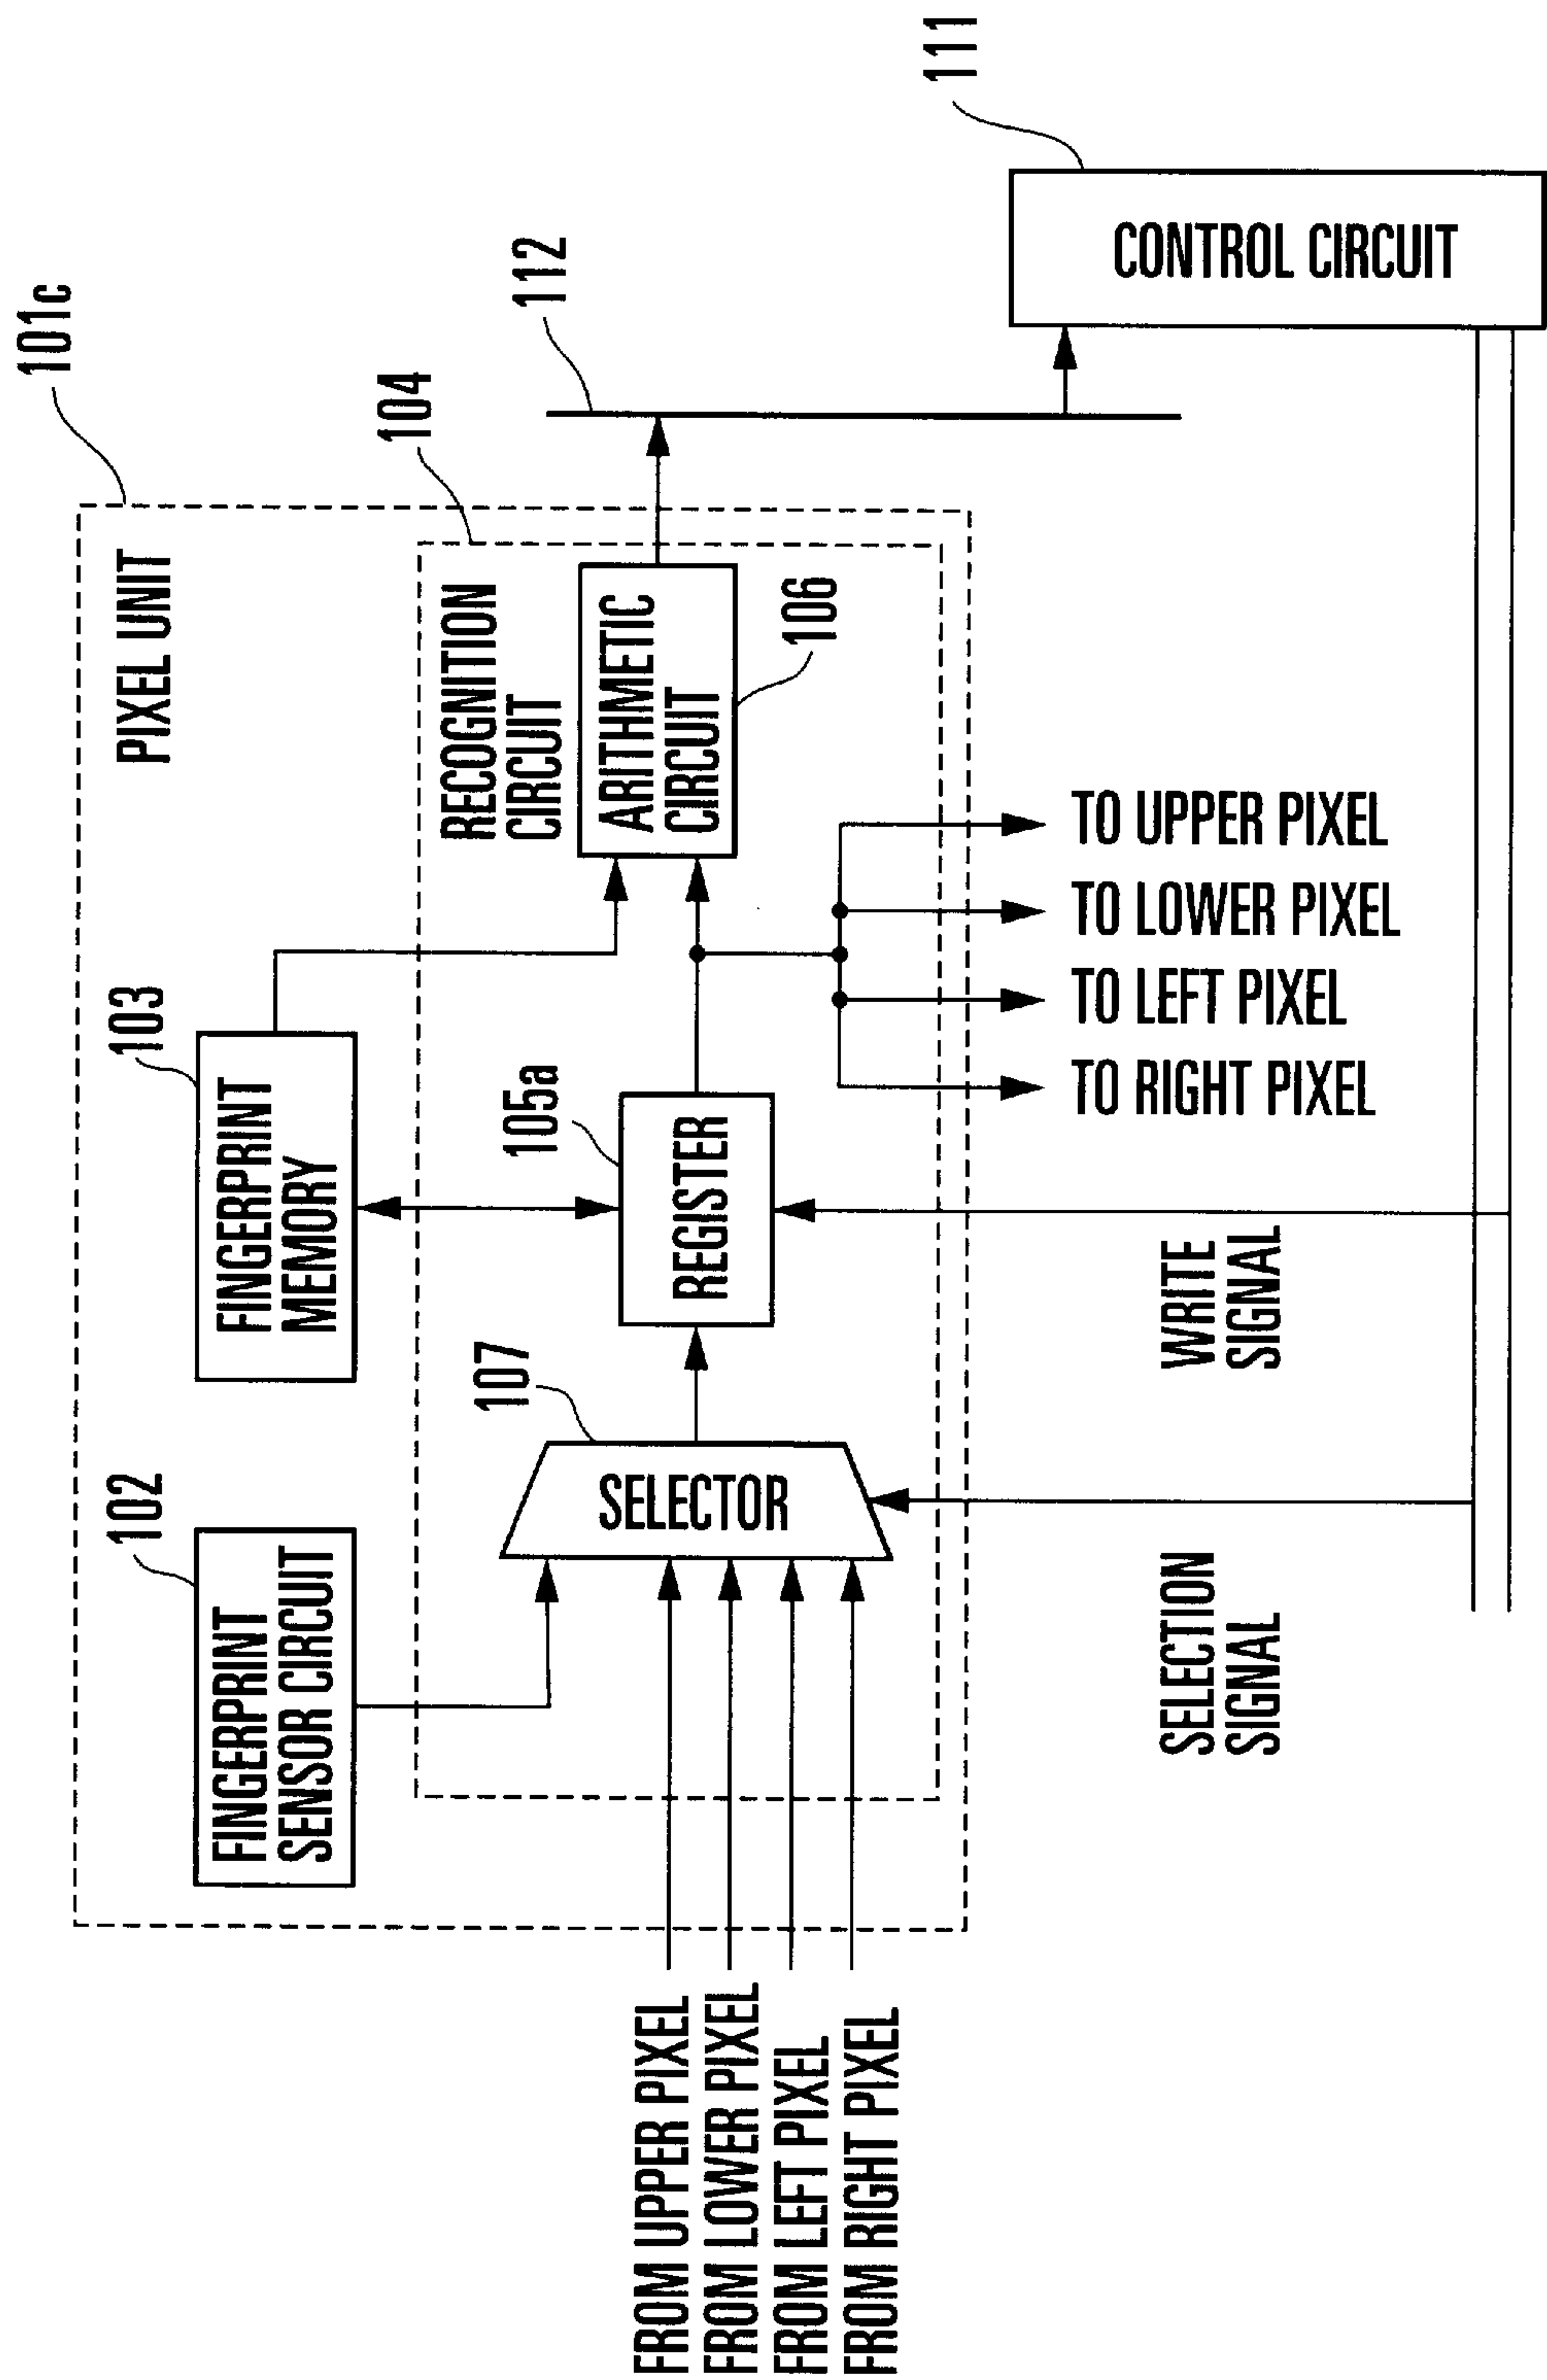 101c
PIXEL UNIT
102
FINGERPRINT
SENSOR CIRCUIT
103
FINGERPRINT
MEMORY
104
RECOGNITION
CIRCUIT
107
SELECTOR
105a
REGISTER
ARITHMETIC
CIRCUIT
106
112
FROM UPPER PIXEL
FROM LOWER PIXEL
FROM LEFT PIXEL
FROM RIGHT PIXEL
TO UPPER PIXEL
TO LOWER PIXEL
TO LEFT PIXEL
TO RIGHT PIXEL
SELECTION
SIGNAL
WRITE
SIGNAL
111
CONTROL CIRCUIT